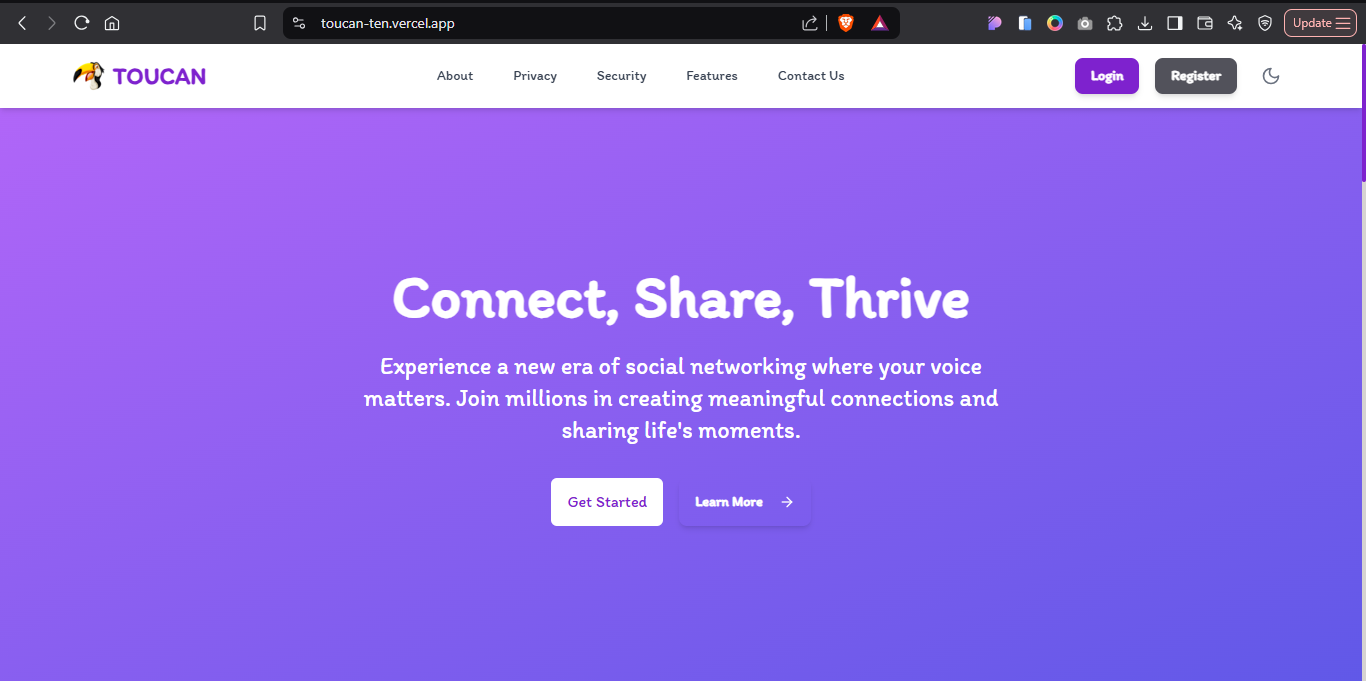 toucan-ten.vercel.app
Update
TOUCAN
About Privacy Security Features Contact Us
Login Register
Connect, Share, Thrive
Experience a new era of social networking where your voice
matters. Join millions in creating meaningful connections and
sharing life's moments.
Get Started Learn More